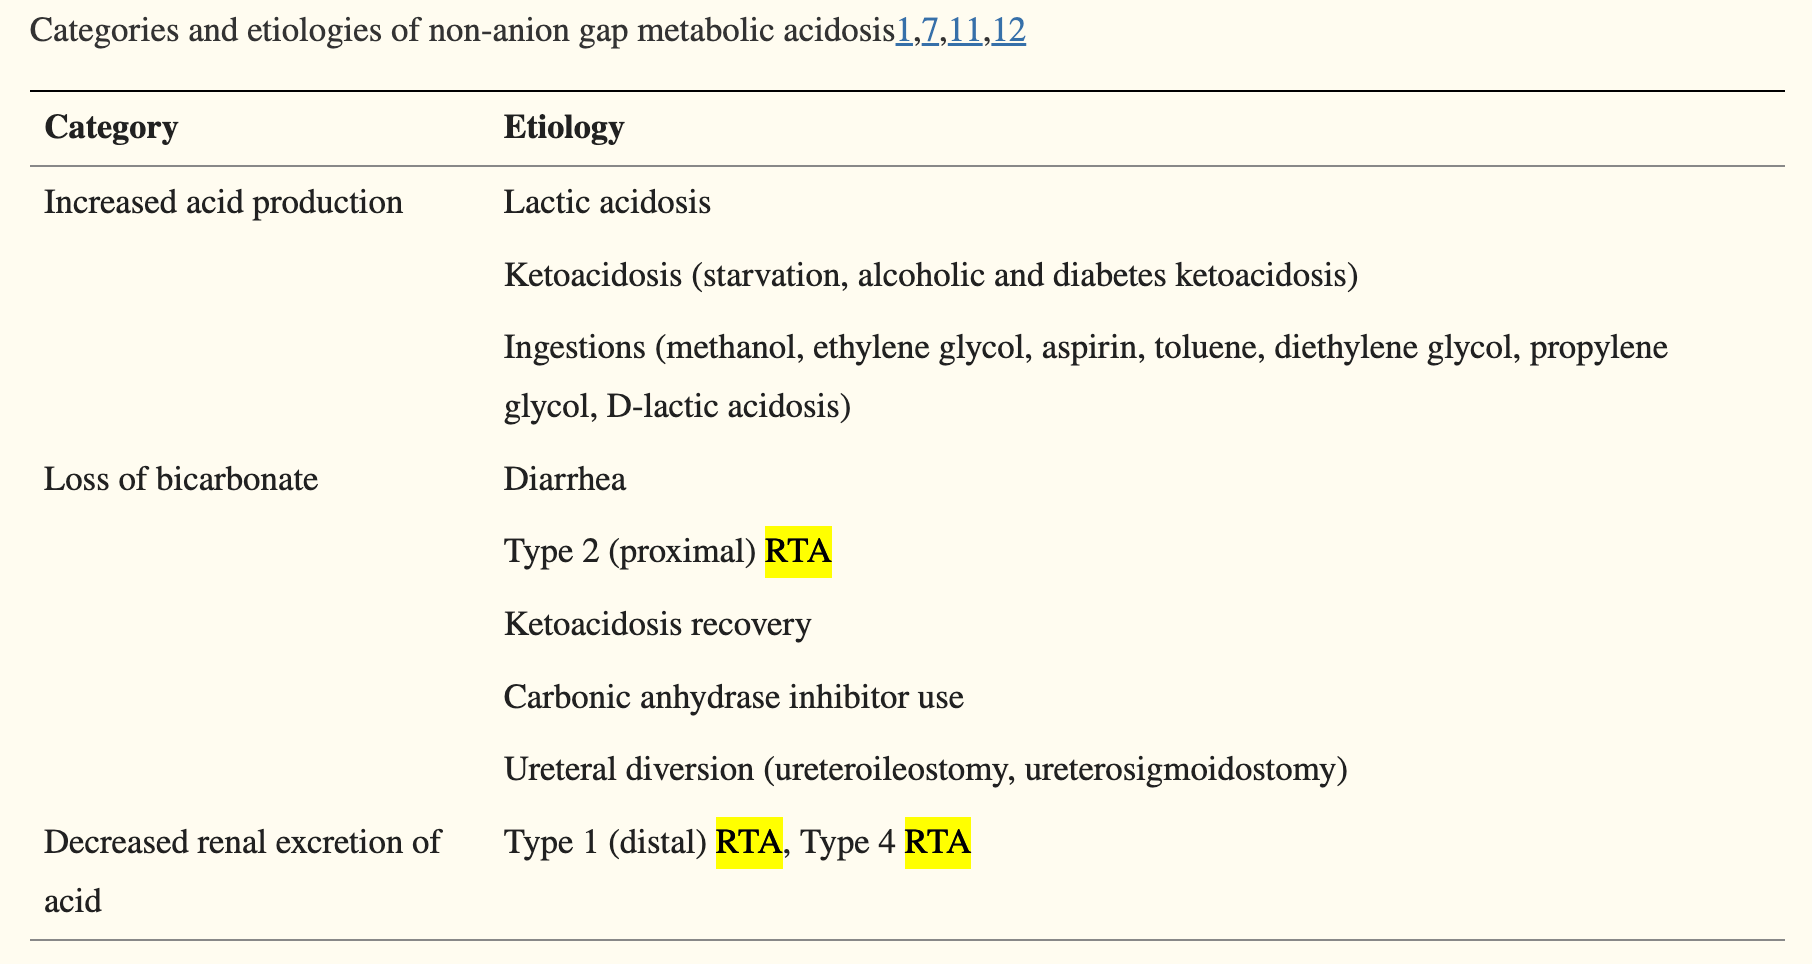 Categories and etiologies of non-anion gap metabolic acidosis1,7,11,12
Category Etiology
Increased acid production Lactic acidosis
Ketoacidosis (starvation, alcoholic and diabetes ketoacidosis)
Ingestions (methanol, ethylene glycol, aspirin, toluene, diethylene glycol, propylene
glycol, D-lactic acidosis)
Loss of bicarbonate Diarrhea
Type 2 (proximal) RTA
Ketoacidosis recovery
Carbonic anhydrase inhibitor use
Ureteral diversion (ureteroileostomy, ureterosigmoidostomy)
Decreased renal excretion of Type 1 (distal) RTA, Type 4 RTA
acid